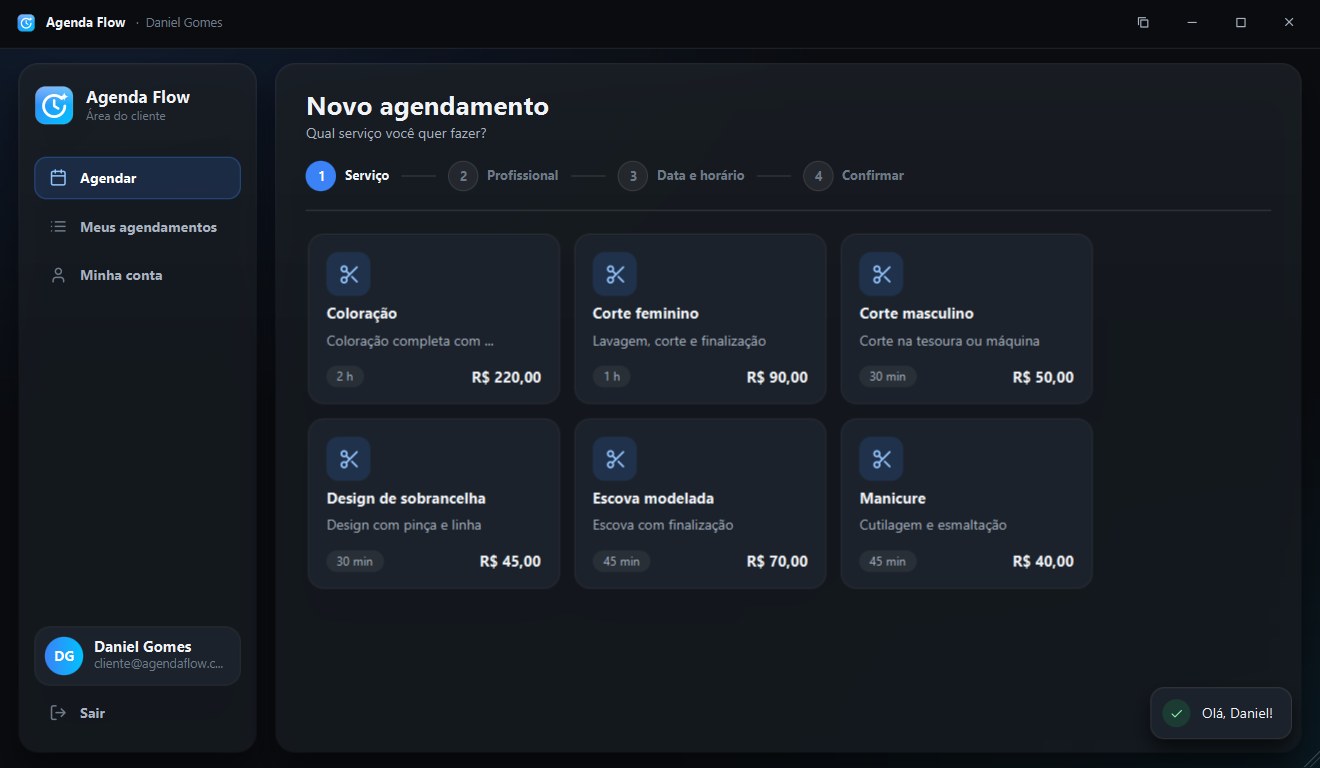 Agenda Flow · Daniel Gomes
Agenda Flow
Área do cliente
Agendar
Meus agendamentos
Minha conta
Daniel Gomes
cliente@agendaflow.c...
Sair
Novo agendamento
Qual serviço você quer fazer?
1 Serviço 2 Profissional 3 Data e horário 4 Confirmar
Coloração
Coloração completa com ...
2 h R$ 220,00
Corte feminino
Lavagem, corte e finalização
1 h R$ 90,00
Corte masculino
Corte na tesoura ou máquina
30 min R$ 50,00
Design de sobrancelha
Design com pinça e linha
30 min R$ 45,00
Escova modelada
Escova com finalização
45 min R$ 70,00
Manicure
Cutilagem e esmaltação
45 min R$ 40,00
DG
Olá, Daniel!